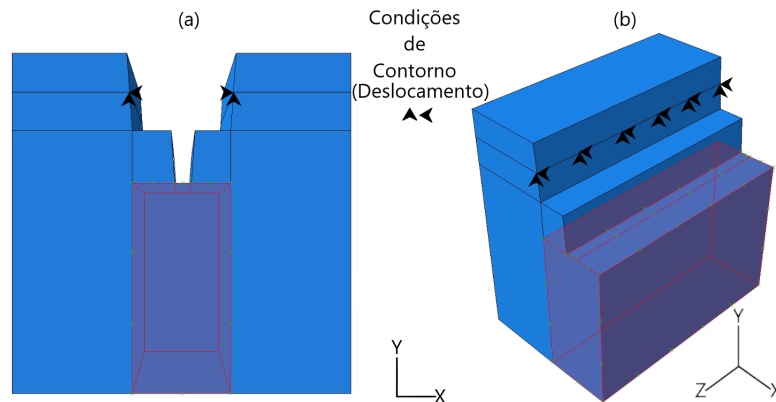 (a)
Condições
de
Contorno
(Deslocamento)
(b)
Y
X
Y
Z
X